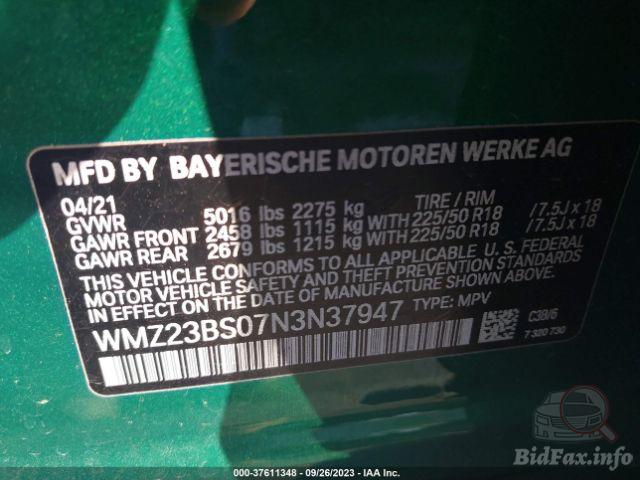 MFD BY BAYERISCHE MOTOREN WERKE AG
04/21
GVWR 5016 lbs 2275 kg TIRE / RIM
GAWR FRONT 2458 lbs 1115 kg WITH 225/50 R18 /7.5J x 18
GAWR REAR 2679 lbs 1215 kg WITH 225/50 R18 /7.5J x 18
THIS VEHICLE CONFORMS TO ALL APPLICABLE U.S. FEDERAL
MOTOR VEHICLE SAFETY AND THEFT PREVENTION STANDARDS
IN EFFECT ON THE DATE OF MANUFACTURE SHOWN ABOVE.
WMZ23BS07N3N37947 TYPE: MPV
C3B/6
7 320 730
000-37611348 - 09/26/2023 - IAA Inc.
BidFax.info